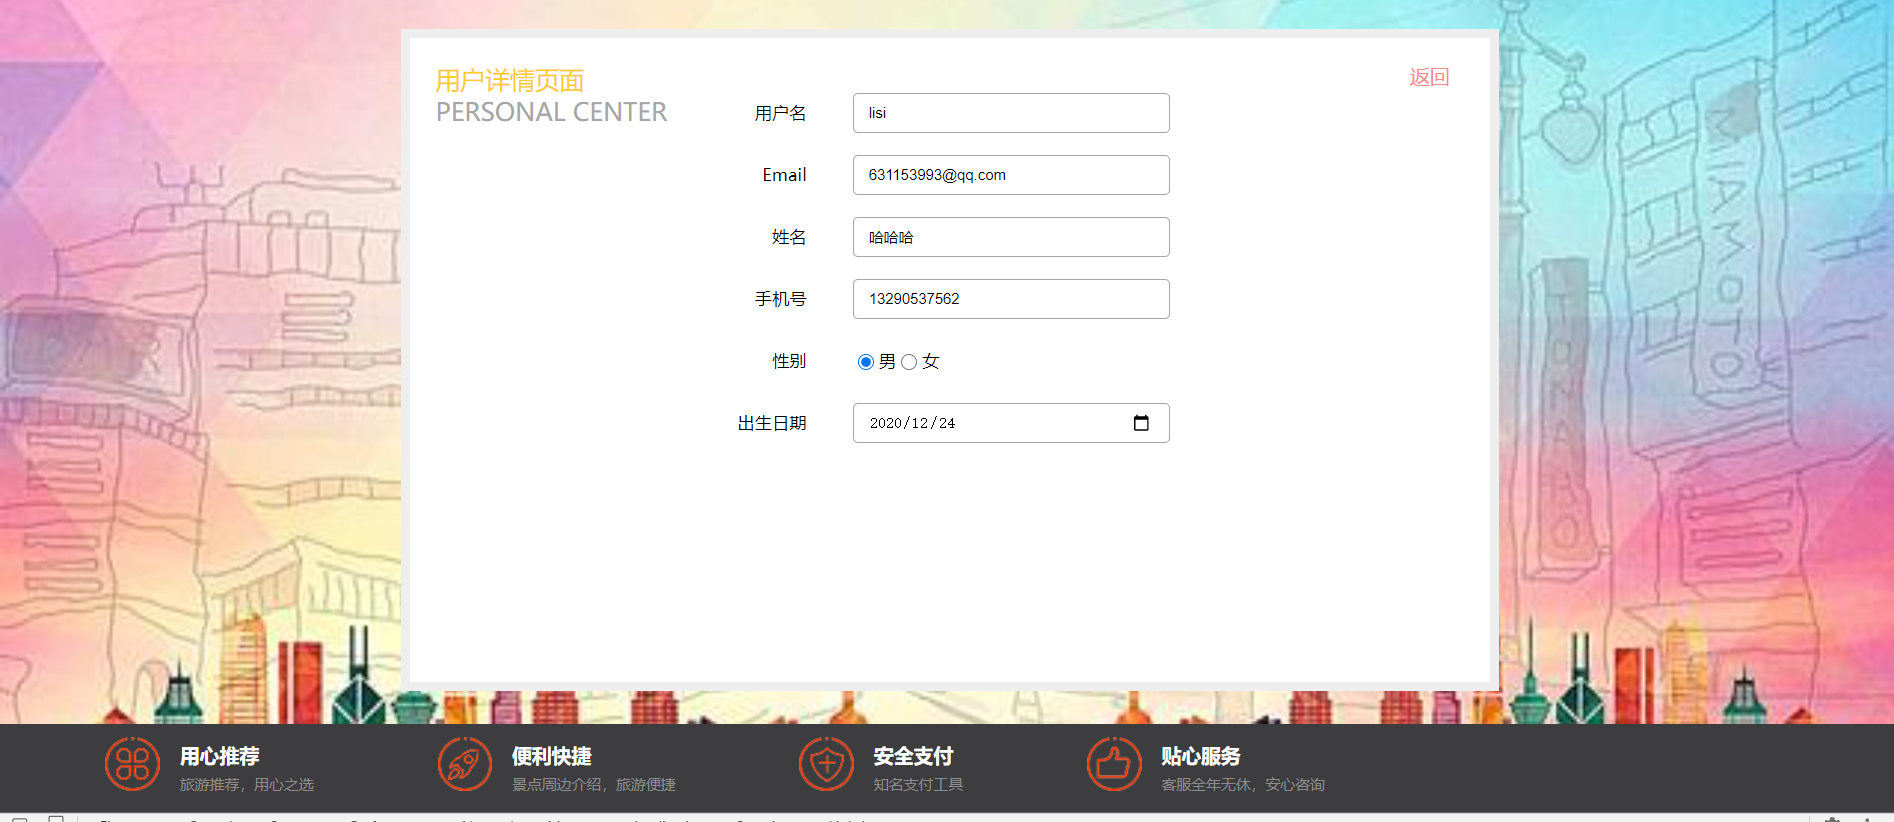 用户详情页面
PERSONAL CENTER
返回
用户名 lisi
Email 631153993@qq.com
姓名 哈哈哈
手机号 13290537562
性别 男 女
出生日期 2020/12/24
用心推荐
旅游推荐，用心之选
便利快捷
景点周边介绍，旅游便捷
安全支付
知名支付工具
贴心服务
客服全年无休，安心咨询